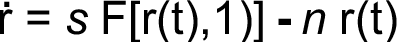 ṙ = s F[r(t),1)] - n r(t)